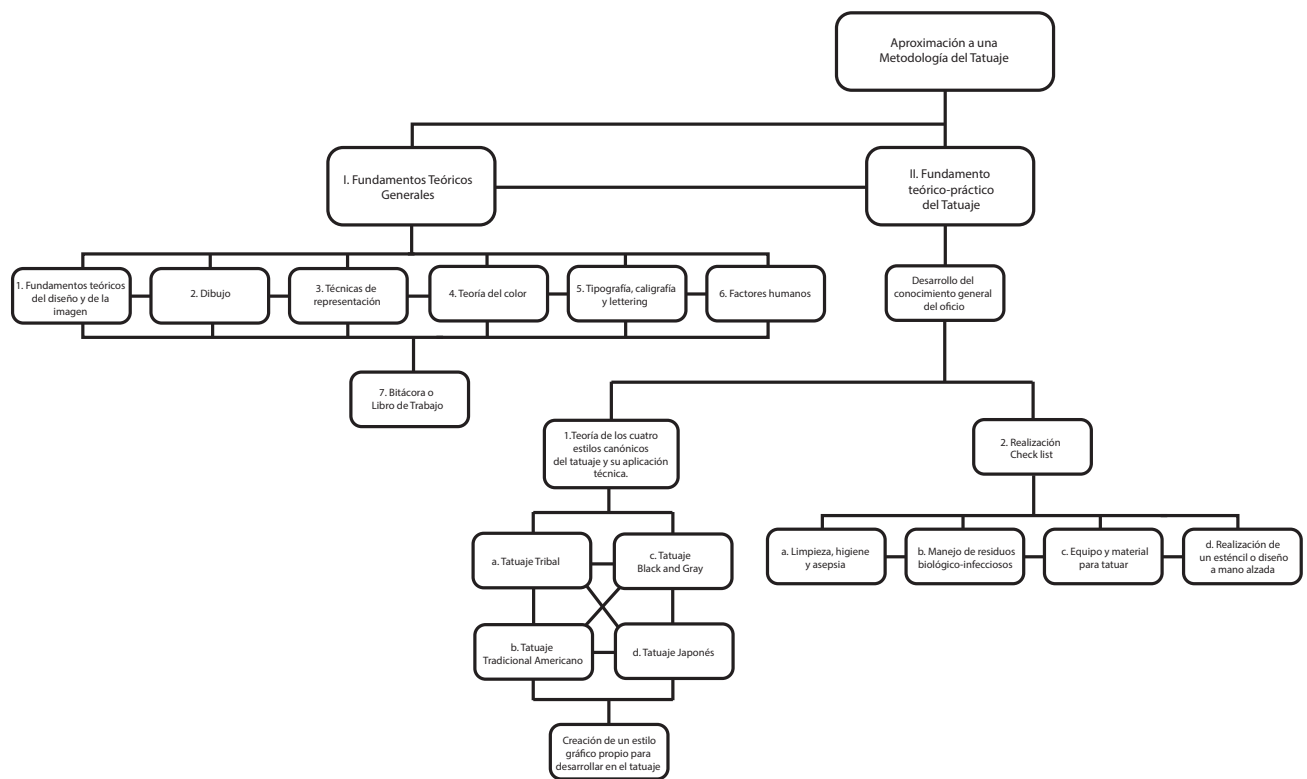 Aproximación a una
Metodología del Tatuaje
I. Fundamentos Teóricos
Generales
II. Fundamento
teórico-práctico
del Tatuaje
1. Fundamentos teóricos
del diseño y de la
imagen
2. Dibujo
3. Técnicas de
representación
4. Teoría del color
5. Tipografía, caligrafía
y lettering
6. Factores humanos
7. Bitácora o
Libro de Trabajo
Desarrollo del
conocimiento general
del oficio
1.Teoría de los cuatro
estilos canónicos
del tatuaje y su aplicación
técnica.
2. Realización
Check list
a. Tatuaje Tribal
c. Tatuaje
Black and Gray
b. Tatuaje
Tradicional Americano
d. Tatuaje Japonés
Creación de un estilo
gráfico propio para
desarrollar en el tatuaje
a. Limpieza, higiene
y asepsia
b. Manejo de residuos
biológico-infecciosos
c. Equipo y material
para tatuar
d. Realización de
un esténcil o diseño
a mano alzada